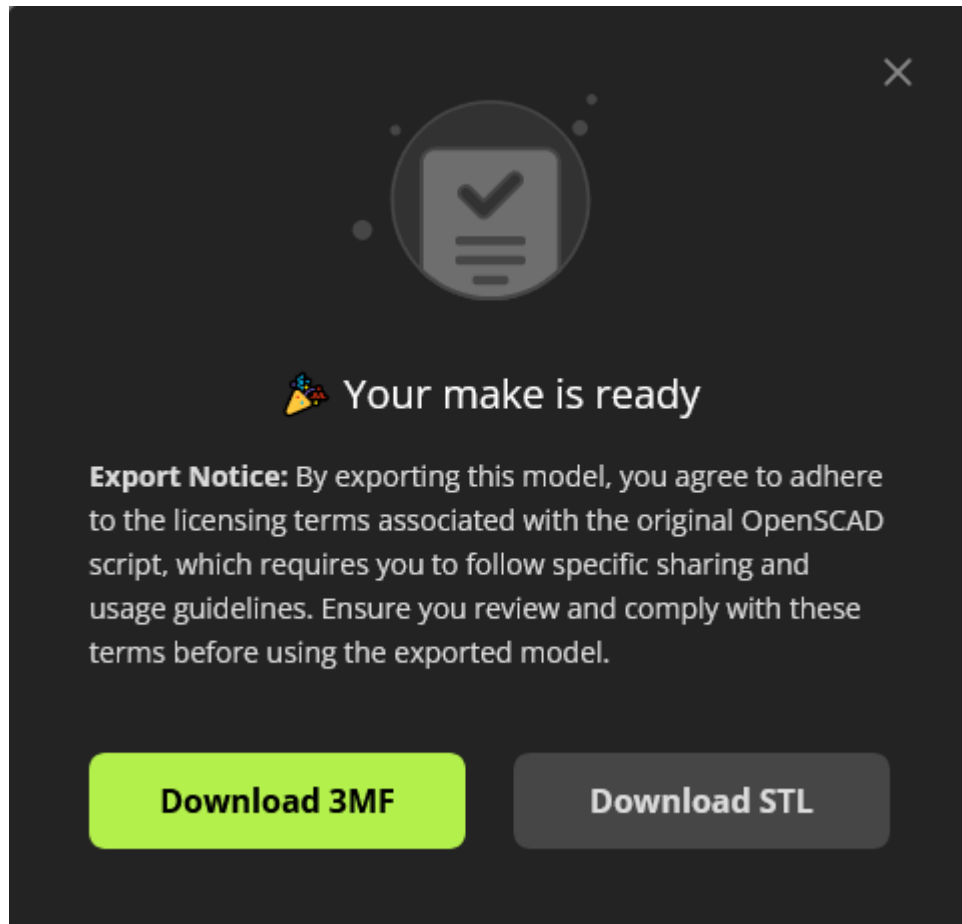 🎉 Your make is ready
Export Notice: By exporting this model, you agree to adhere
to the licensing terms associated with the original OpenSCAD
script, which requires you to follow specific sharing and
usage guidelines. Ensure you review and comply with these
terms before using the exported model.
Download 3MF
Download STL